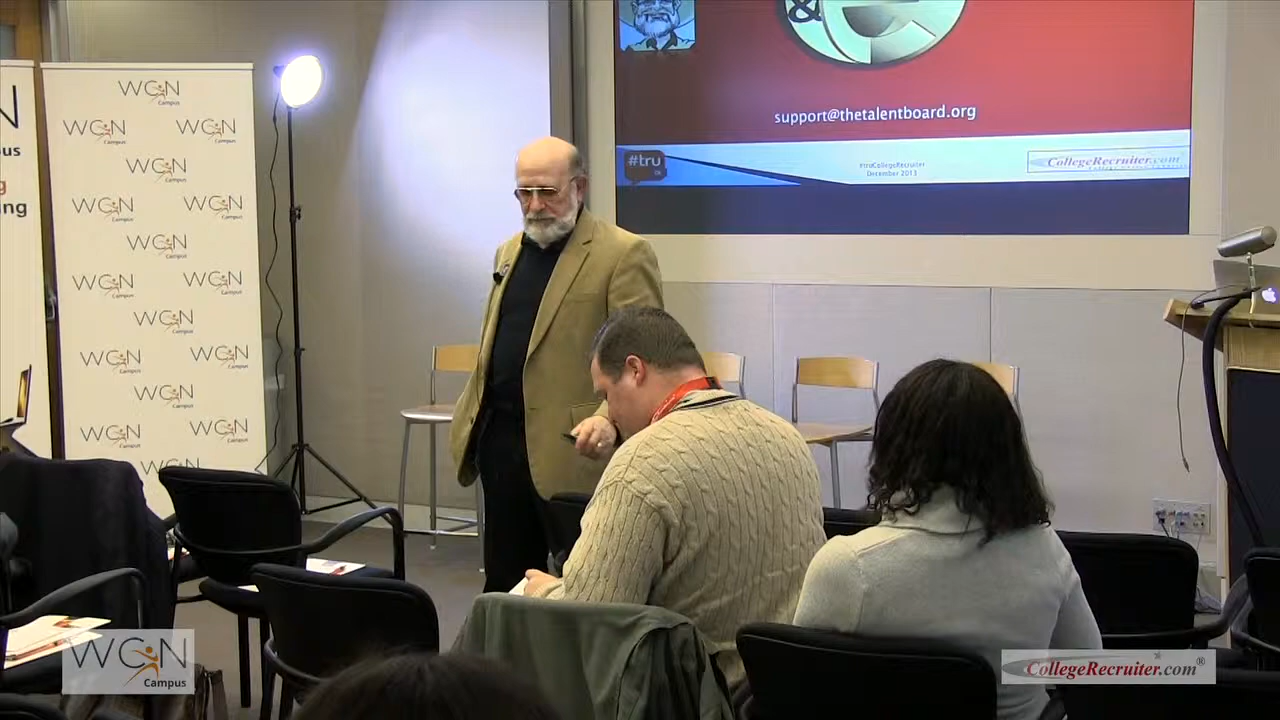 N
pus
g
ing
WCN
Campus
WCN
Campus
WCN
Campus
WCN
Campus
WCN
Campus
WCN
Campus
WCN
Campus
WCN
Campus
WCN
Campus
WCN
Campus
WCN
Campus
WCN
Campus
WCN
Campus
WCN
Campus
WCN
&
support@thetalentboard.org
#tru
#truCollegeRecruiter
December 2013
CollegeRecruiter.com
WCN
Campus
CollegeRecruiter.com®